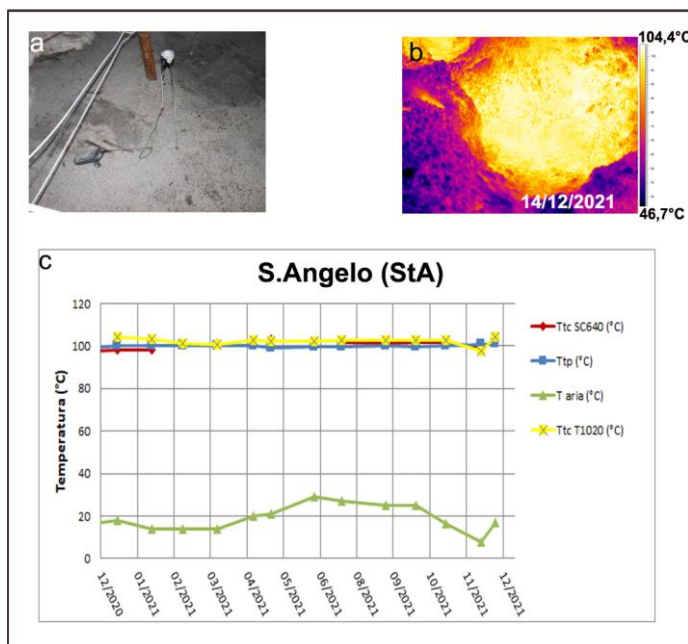 a
b
104,4°C
14/12/2021
46,7°C
c
S.Angelo (StA)
Temperatura (°C)
120
100
80
60
40
20
0
12/2020
01/2021
02/2021
03/2021
04/2021
05/2021
06/2021
07/2021
08/2021
09/2021
10/2021
11/2021
12/2021
Ttc SC640 (°C)
Ttp (°C)
T aria (°C)
Ttc T1020 (°C)